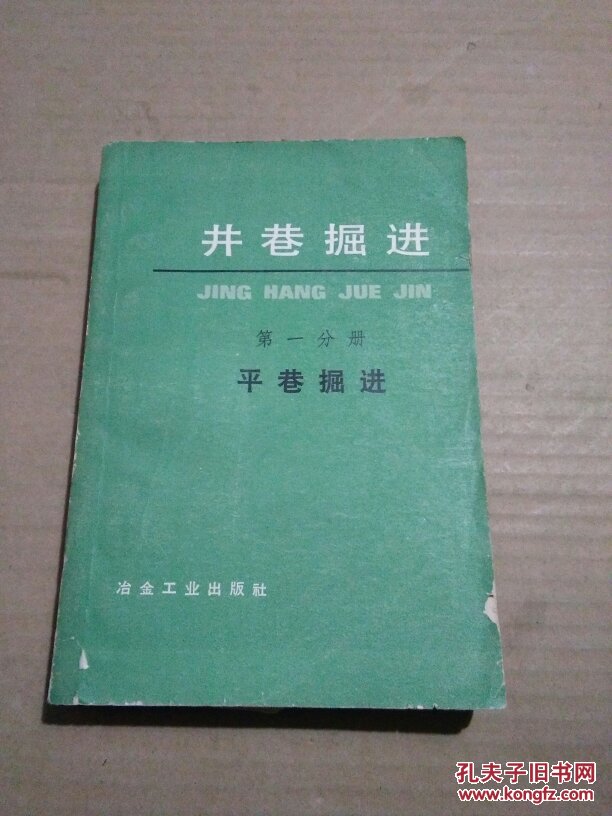 井巷掘进
JING HANG JUE JIN
第一分册
平巷掘进
冶金工业出版社
孔夫子旧书网
www.kongfz.com